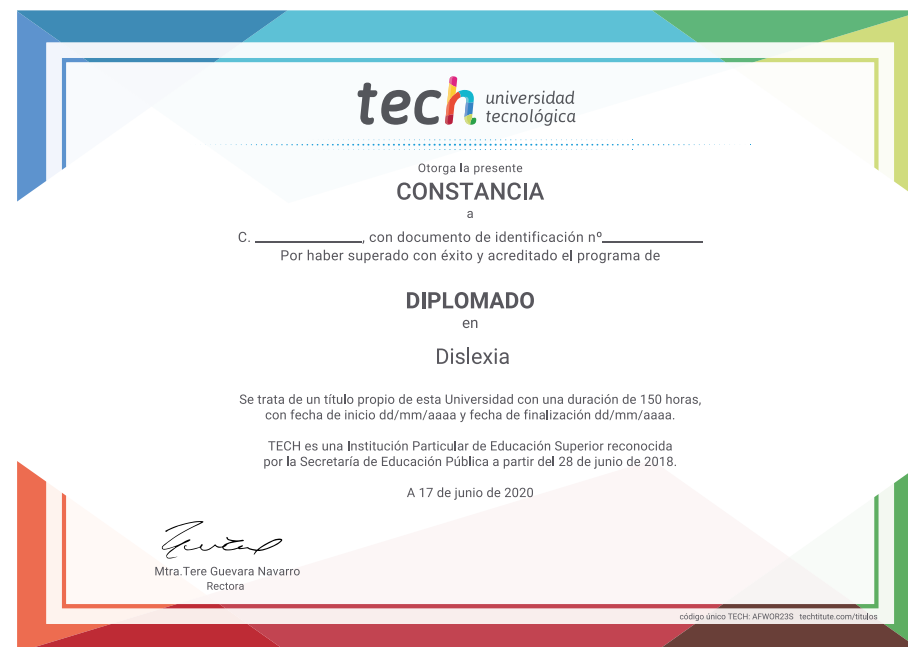 tech universidad
tecnológica
Otorga la presente
CONSTANCIA
a
C. ______________, con documento de identificación nº_____________
Por haber superado con éxito y acreditado el programa de
DIPLOMADO
en
Dislexia
Se trata de un título propio de esta Universidad con una duración de 150 horas,
con fecha de inicio dd/mm/aaaa y fecha de finalización dd/mm/aaaa.
TECH es una Institución Particular de Educación Superior reconocida
por la Secretaría de Educación Pública a partir del 28 de junio de 2018.
A 17 de junio de 2020
Mtra.Tere Guevara Navarro
Rectora
código único TECH: AFWOR23S techtitute.com/titulos